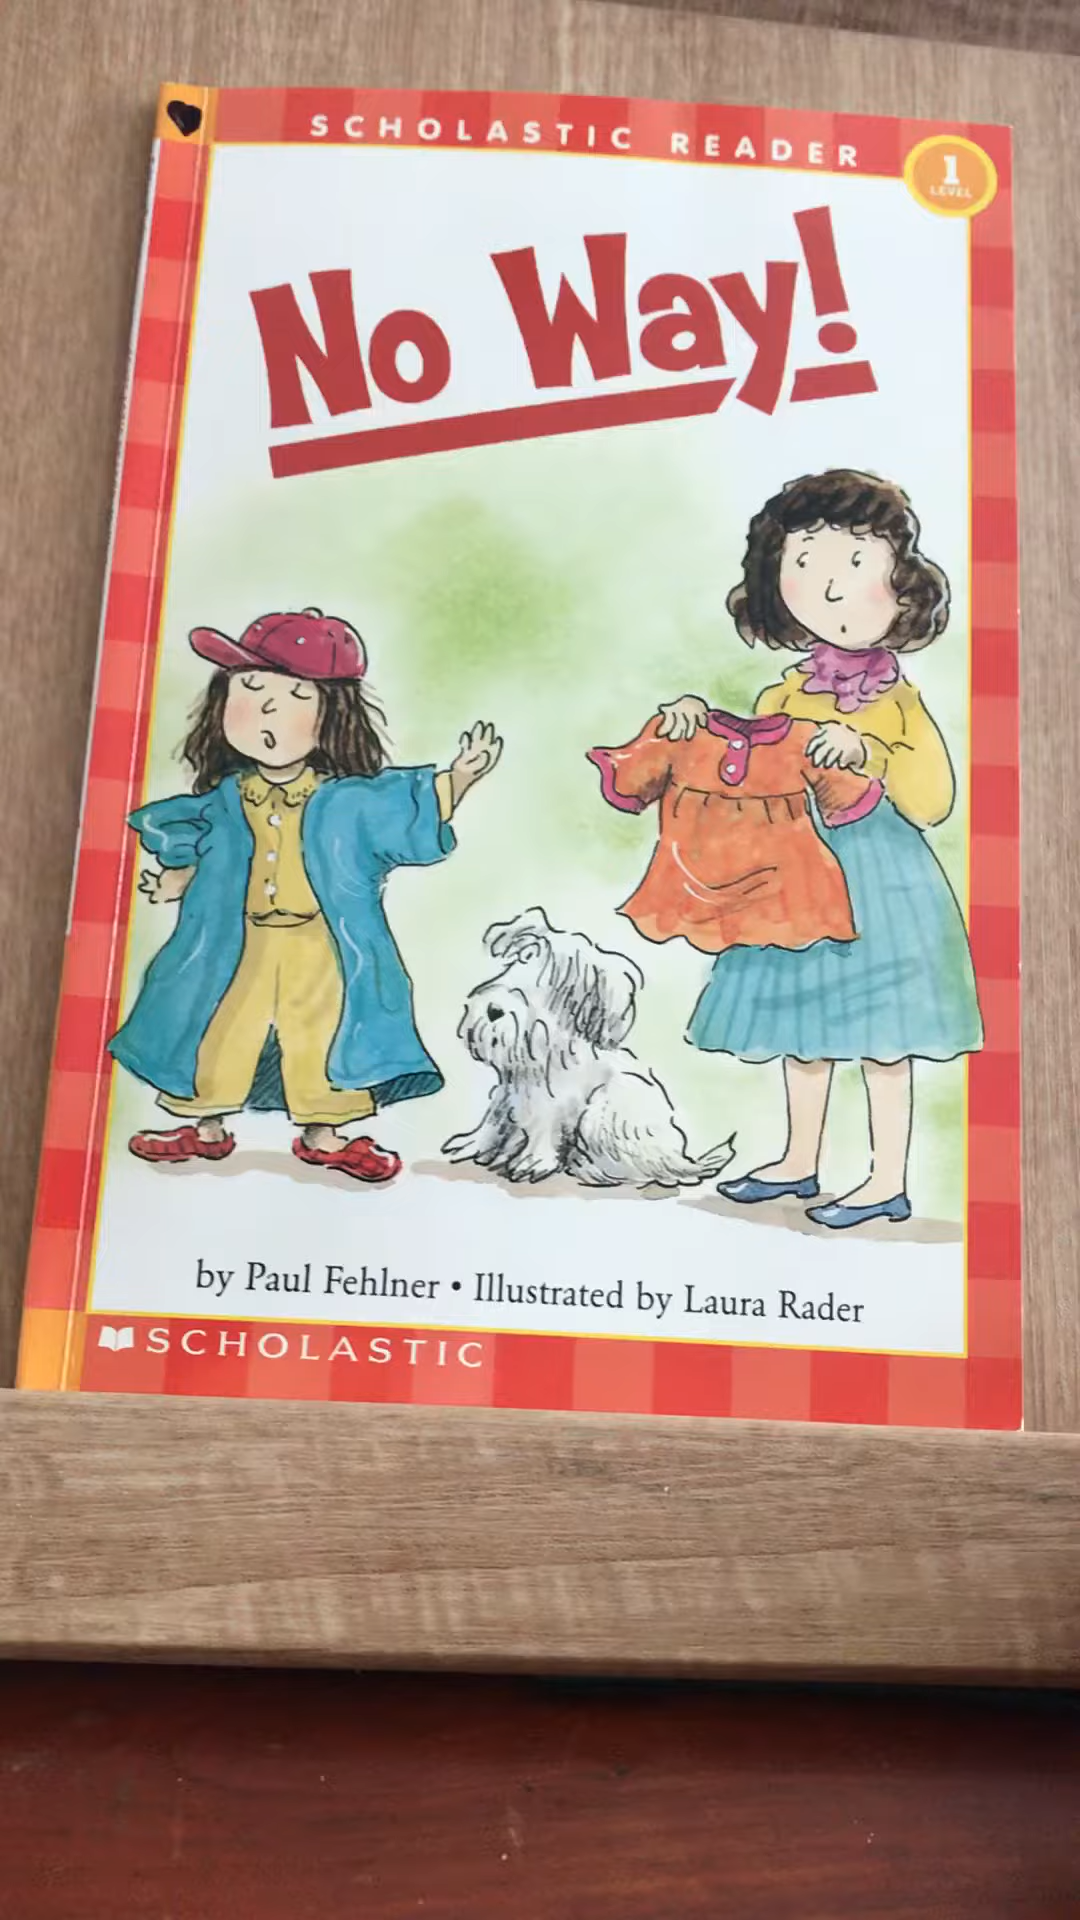 SCHOLASTIC READER
1
LEVEL
No Way!
by Paul Fehlner • Illustrated by Laura Rader
SCHOLASTIC